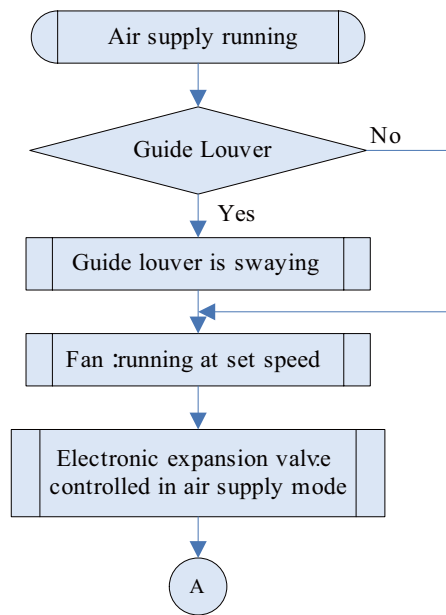 Air supply running
Guide Louver
No
Yes
Guide louver is swaying
Fan :running at set speed
Electronic expansion valv:e
controlled in air supply mode
A